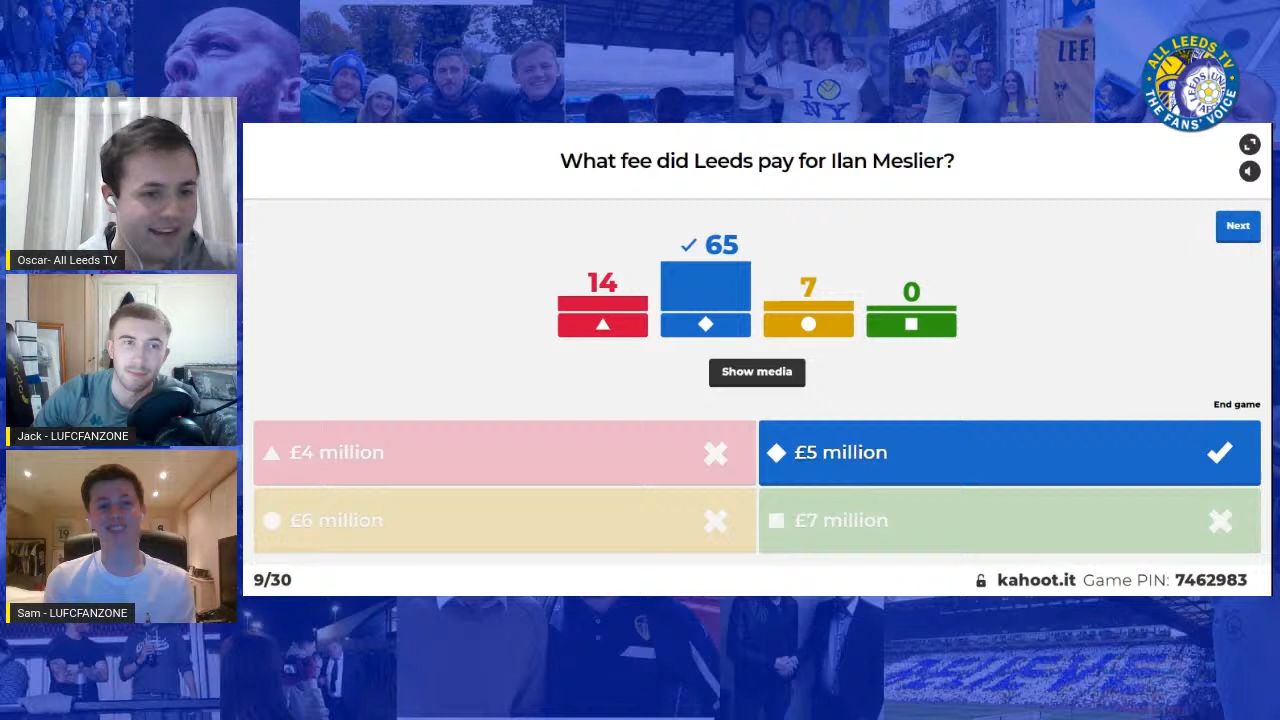 I
NY
LEE
ALL LEEDS TV
THE FANS' VOICE
What fee did Leeds pay for Ilan Meslier?
Next
14
65
7
0
Show media
End game
£4 million
£5 million
£6 million
£7 million
9/30
kahoot.it Game PIN: 7462983
Oscar- All Leeds TV
Jack - LUFCFANZONE
Sam - LUFCFANZONE